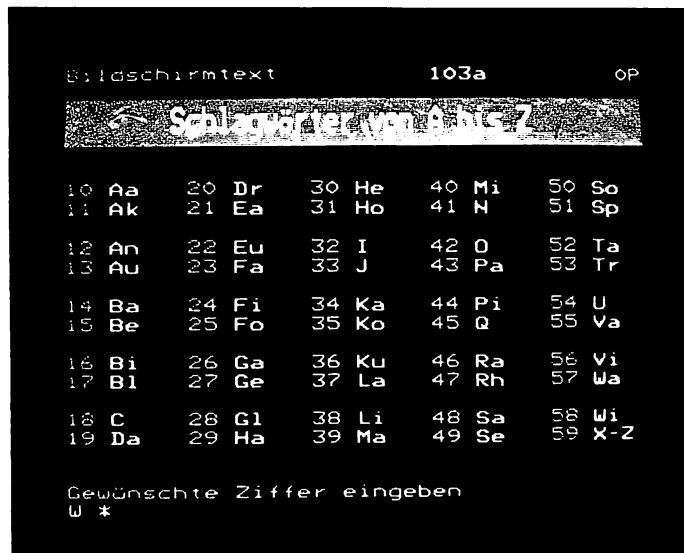 Bildschirmtext 103a OP
Schlagwörter von A bis Z
10 Aa 20 Dr 30 He 40 Mi 50 So
11 Ak 21 Ea 31 Ho 41 N 51 Sp
12 An 22 Eu 32 I 42 O 52 Ta
13 Au 23 Fa 33 J 43 Pa 53 Tr
14 Ba 24 Fi 34 Ka 44 Pi 54 U
15 Be 25 Fo 35 Ko 45 Q 55 Va
16 Bi 26 Ga 36 Ku 46 Ra 56 Vi
17 Bl 27 Ge 37 La 47 Rh 57 Wa
18 C 28 Gl 38 Li 48 Sa 58 Wi
19 Da 29 Ha 39 Ma 49 Se 59 X-Z
Gewünschte Ziffer eingeben
W *